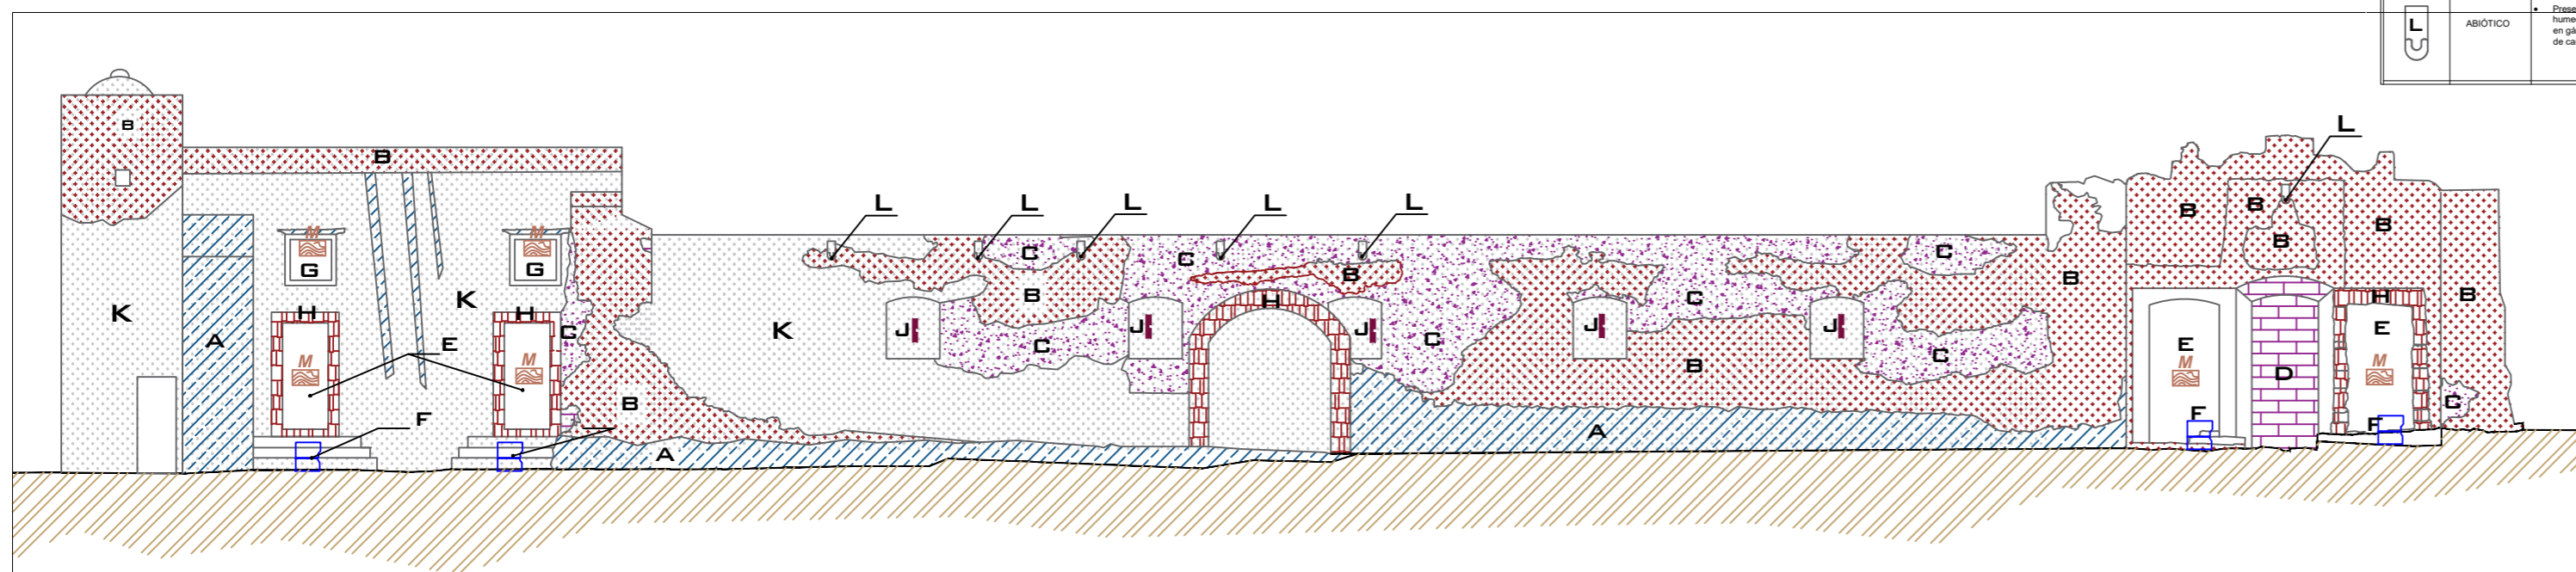 L
ABIÓTICO
• Prese
hume
en gá
de ca
L
B
B
L L L L L
B B B B
M M
G G
C C C B B
K K K
H H H H
B B B
J J J J J
A E C C C C C
M M
E E
M M
D
B B
F F F
C
A A